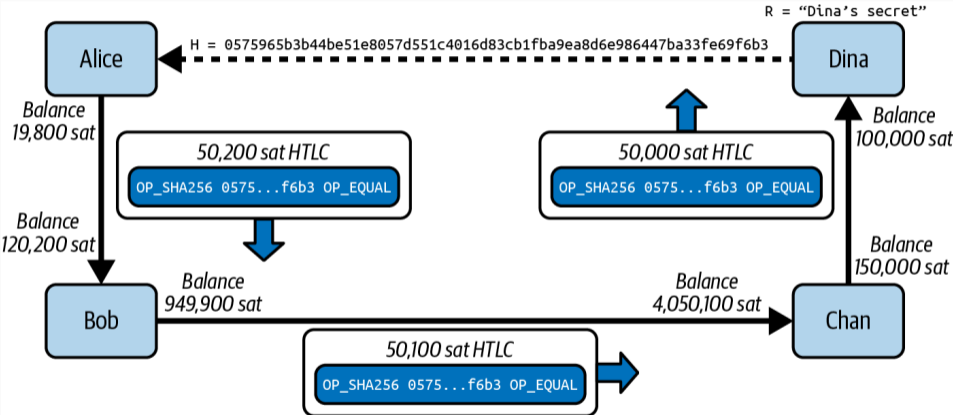 R = “Dina’s secret”
Alice
H = 0575965b3b44be51e8057d551c4016d83cb1fba9ea8d6e986447ba33fe69f6b3
Dina
Balance
19,800 sat
Balance
100,000 sat
50,200 sat HTLC
OP_SHA256 0575...f6b3 OP_EQUAL
50,000 sat HTLC
OP_SHA256 0575...f6b3 OP_EQUAL
Balance
120,200 sat
Balance
150,000 sat
Bob
Balance
949,900 sat
Balance
4,050,100 sat
Chan
50,100 sat HTLC
OP_SHA256 0575...f6b3 OP_EQUAL